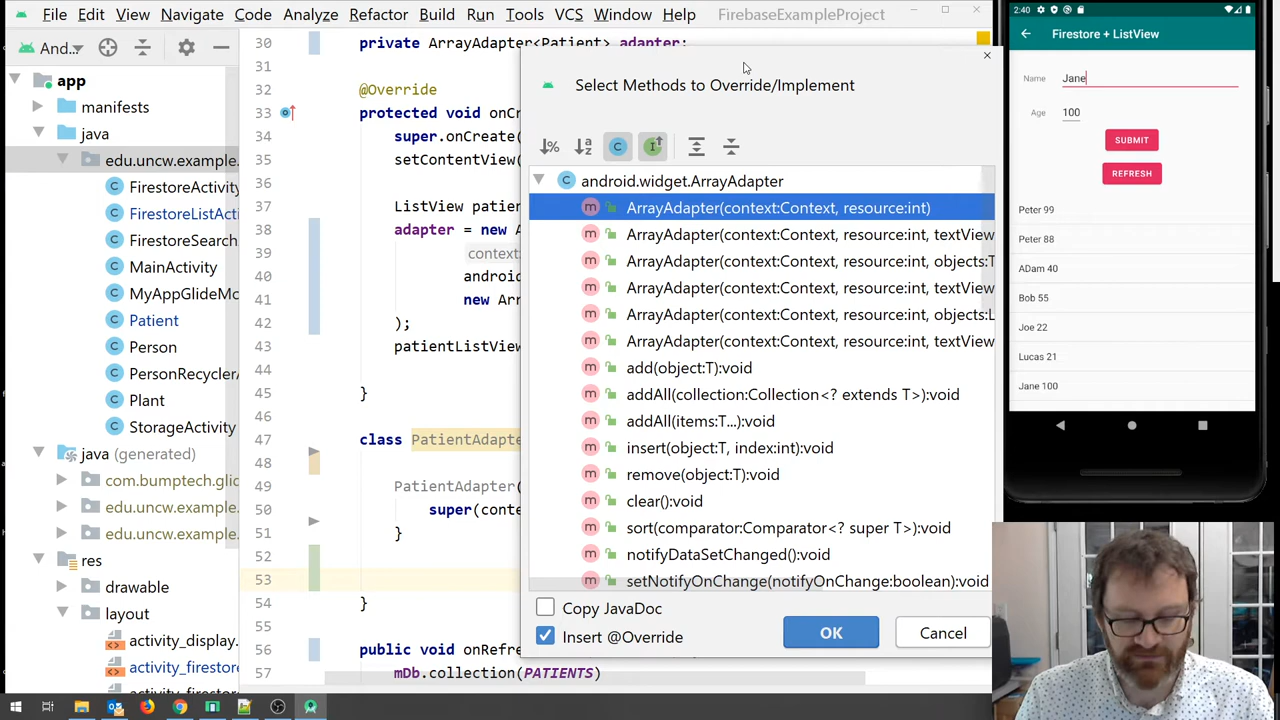 File Edit View Navigate Code Analyze Refactor Build Run Tools VCS Window Help FirebaseExampleProject
And...
app
manifests
java
edu.uncw.example.
FirestoreActivity
FirestoreListActi
FirestoreSearch
MainActivity
MyAppGlideMo
Patient
Person
PersonRecyclerA
Plant
StorageActivity
java (generated)
com.bumptech.glic
edu.uncw.example
edu.uncw.example
res
drawable
layout
activity_display.
activity_firestore
30 private ArrayAdapter<Patient> adapter;
31
32 @Override
33 protected void onCr
34 super.onCreate(
35 setContentView(
36
37 ListView patien
38 adapter = new A
39 context:
40 android
41 new Arr
42 );
43 patientListView
44
45 }
46
47 class PatientAdapte
48
49 PatientAdapter(
50 super(conte
51 }
52
53
54 }
55
56 public void onRefre
57 mDb.collection(PATIENTS)
Select Methods to Override/Implement
android.widget.ArrayAdapter
ArrayAdapter(context:Context, resource:int)
ArrayAdapter(context:Context, resource:int, textView
ArrayAdapter(context:Context, resource:int, objects:T
ArrayAdapter(context:Context, resource:int, textView
ArrayAdapter(context:Context, resource:int, objects:L
ArrayAdapter(context:Context, resource:int, textView
add(object:T):void
addAll(collection:Collection<? extends T>):void
addAll(items:T...):void
insert(object:T, index:int):void
remove(object:T):void
clear():void
sort(comparator:Comparator<? super T>):void
notifyDataSetChanged():void
setNotifyOnChange(notifyOnChange:boolean):void
Copy JavaDoc
Insert @Override
OK
Cancel
2:40
Firestore + ListView
Name Jane
Age 100
SUBMIT
REFRESH
Peter 99
Peter 88
ADam 40
Bob 55
Joe 22
Lucas 21
Jane 100